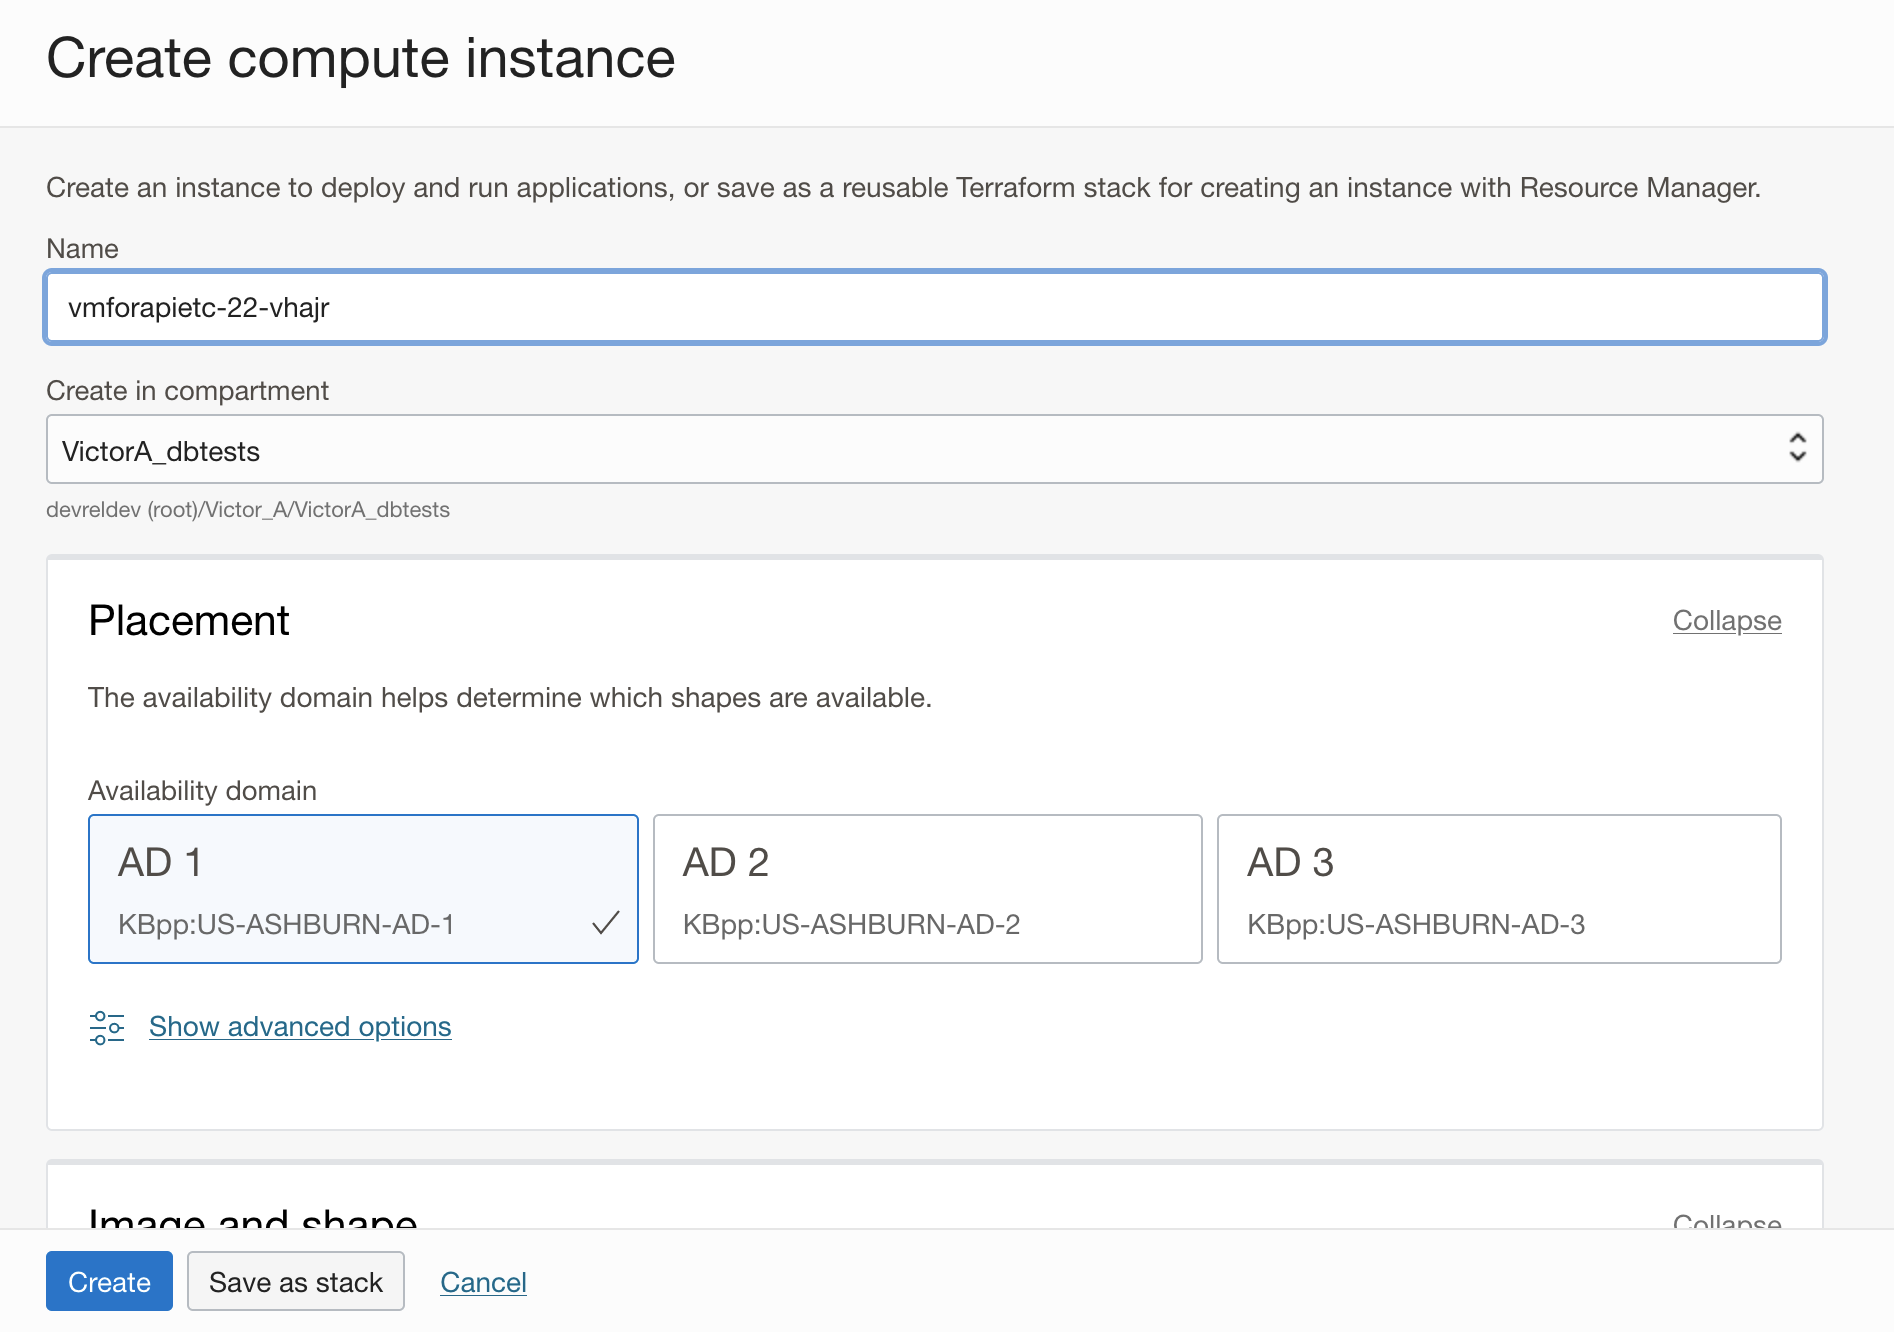 Create compute instance
Create an instance to deploy and run applications, or save as a reusable Terraform stack for creating an instance with Resource Manager.
Name
vmforapietc-22-vhajr
Create in compartment
VictorA_dbtests
devreldev (root)/Victor_A/VictorA_dbtests
Placement
Collapse
The availability domain helps determine which shapes are available.
Availability domain
AD 1
KBpp:US-ASHBURN-AD-1
AD 2
KBpp:US-ASHBURN-AD-2
AD 3
KBpp:US-ASHBURN-AD-3
Show advanced options
Image and shape
Collapse
Create
Save as stack
Cancel